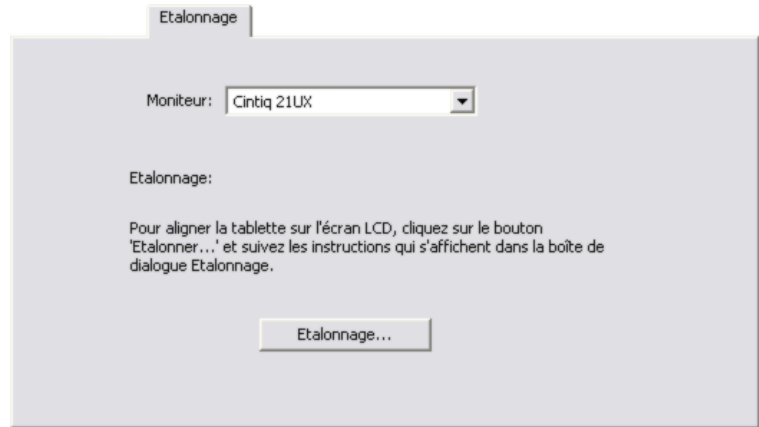 Etalonnage
Moniteur: Cintiq 21UX
Etalonnage:
Pour aligner la tablette sur l'écran LCD, cliquez sur le bouton
'Etalonner...' et suivez les instructions qui s'affichent dans la boîte de
dialogue Etalonnage.
Etalonnage...